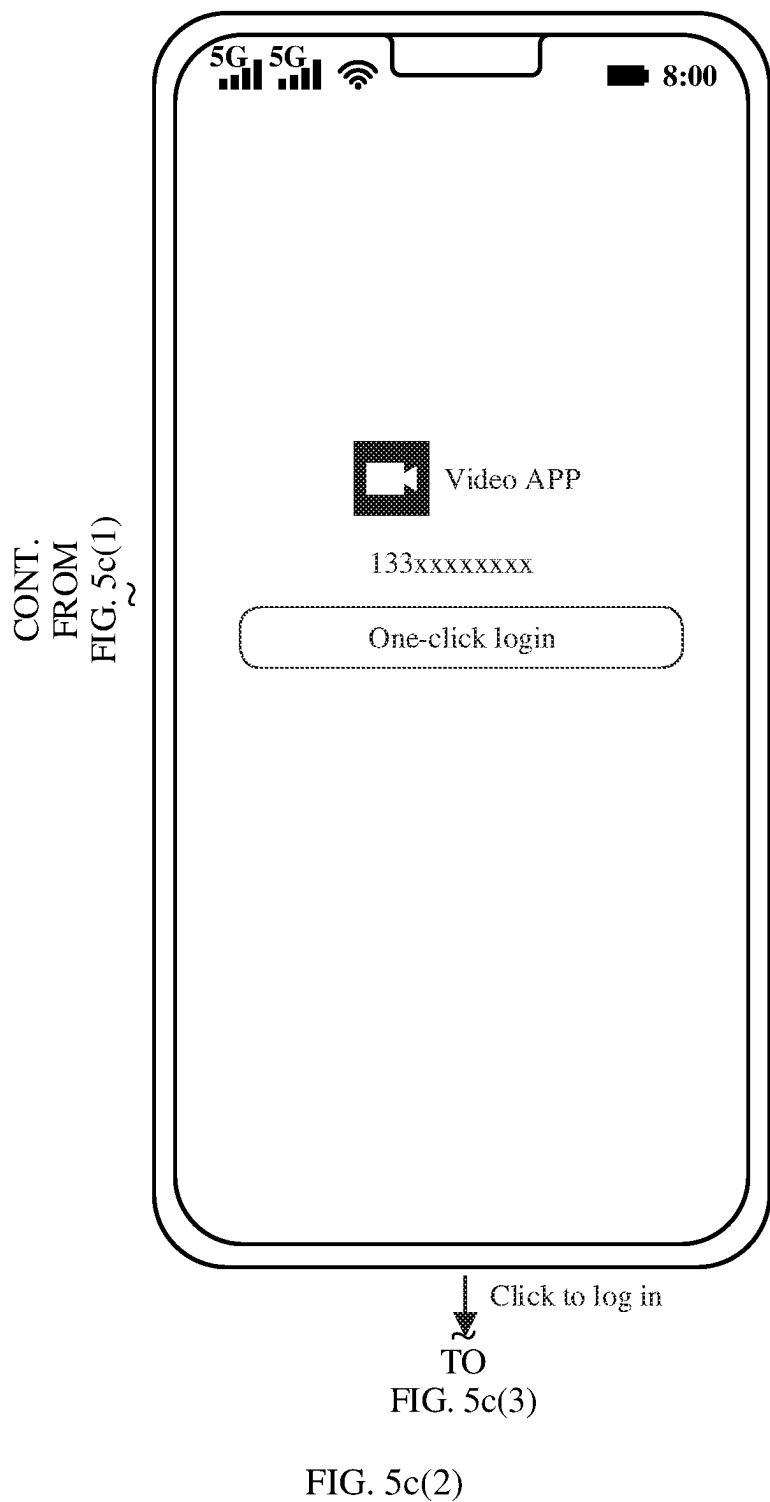 5G 5G 8:00
Video APP
133xxxxxxxx
One-click login
CONT.
FROM
FIG. 5c(1)
~
Click to log in
~
TO
FIG. 5c(3)
FIG. 5c(2)